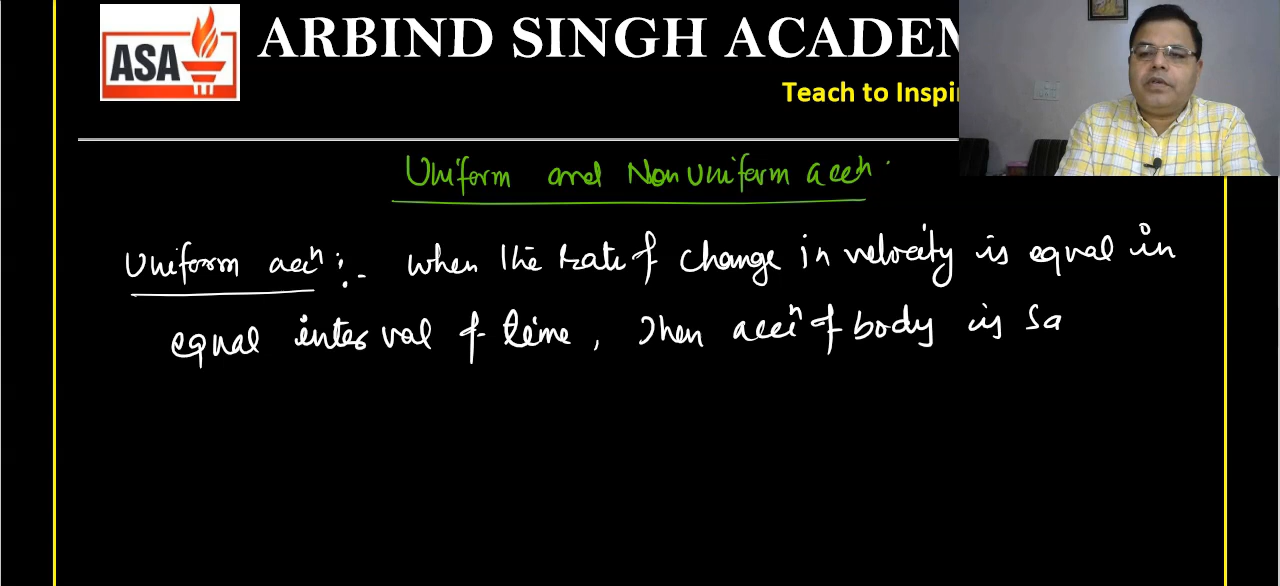 ASA
ARBIND SINGH ACADEM
Teach to Inspi
Uniform and Non Uniform accn.
Uniform accn :- When the rate of change in velocity is equal in
equal interval of time, then accn of body is Sa